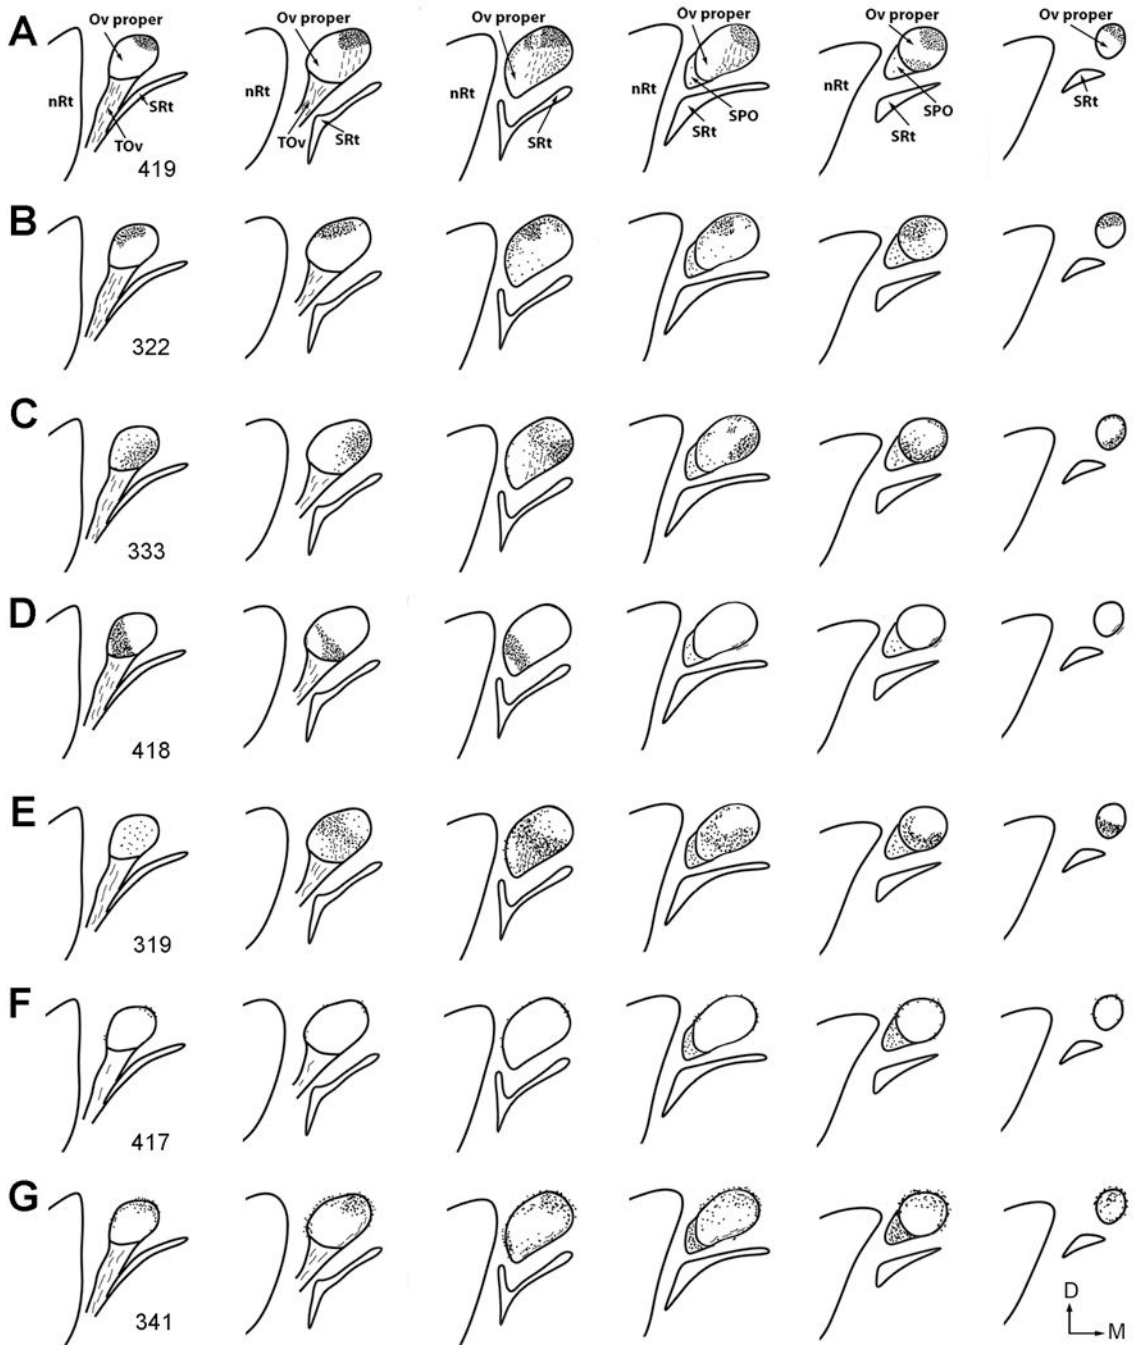 A
Ov proper
nRt
SRt
TOv
419
Ov proper
nRt
TOv
SRt
Ov proper
nRt
SRt
Ov proper
nRt
SPO
SRt
Ov proper
nRt
SPO
SRt
Ov proper
nRt
SRt
B
322
C
333
D
418
E
319
F
417
G
341
D
M